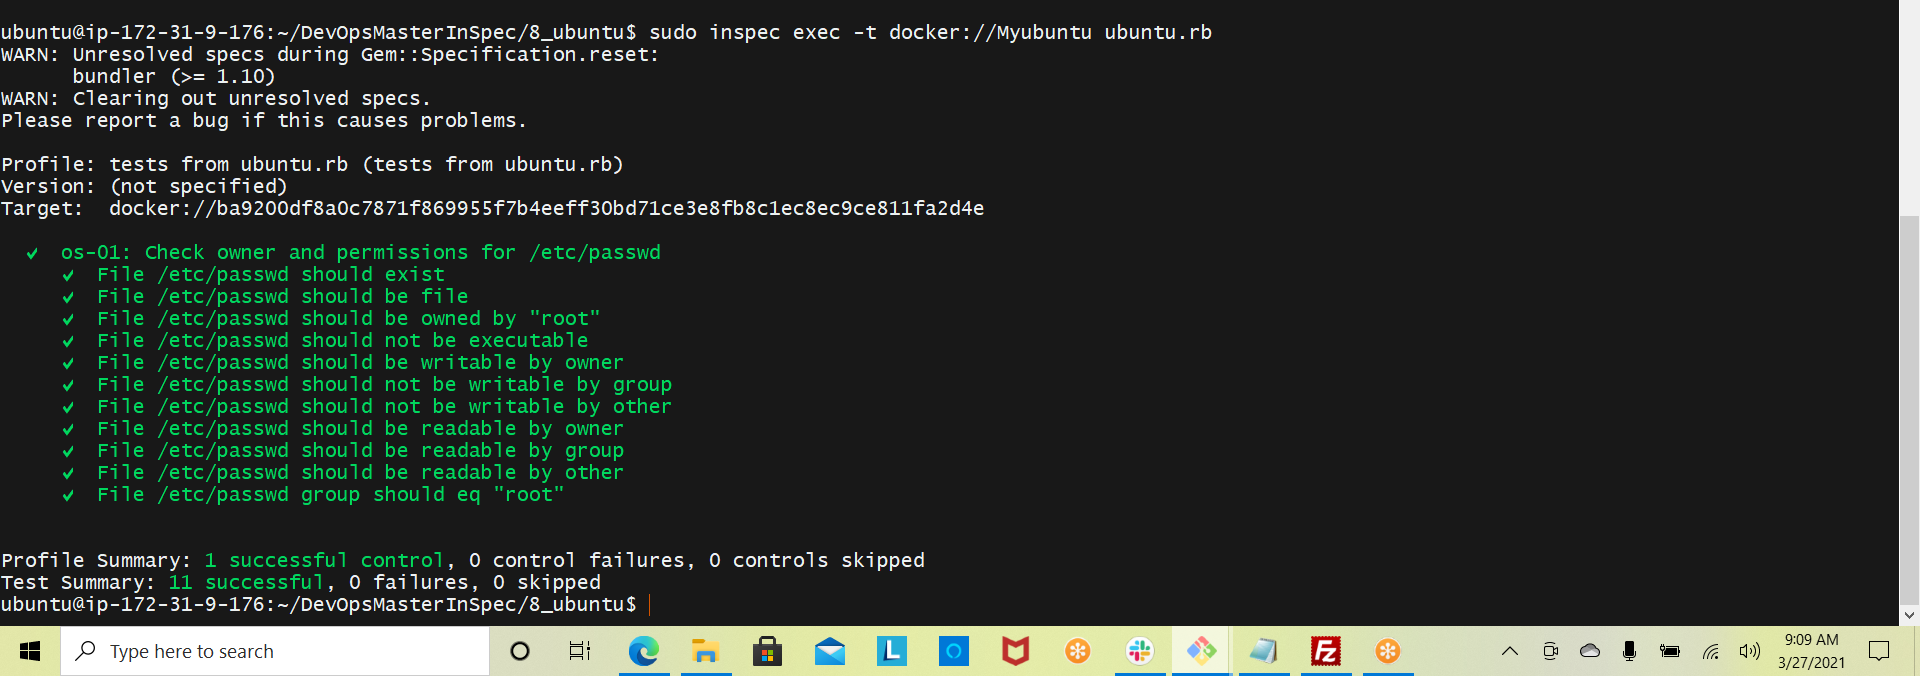 ubuntu@ip-172-31-9-176:~/DevOpsMasterInSpec/8_ubuntu$ sudo inspec exec -t docker://Myubuntu ubuntu.rb
WARN: Unresolved specs during Gem::Specification.reset:
      bundler (>= 1.10)
WARN: Clearing out unresolved specs.
Please report a bug if this causes problems.
Profile: tests from ubuntu.rb (tests from ubuntu.rb)
Version: (not specified)
Target:  docker://ba9200df8a0c7871f869955f7b4eeff30bd71ce3e8fb8c1ec8ec9ce811fa2d4e
✔  os-01: Check owner and permissions for /etc/passwd
✔  File /etc/passwd should exist
✔  File /etc/passwd should be file
✔  File /etc/passwd should be owned by "root"
✔  File /etc/passwd should not be executable
✔  File /etc/passwd should be writable by owner
✔  File /etc/passwd should not be writable by group
✔  File /etc/passwd should not be writable by other
✔  File /etc/passwd should be readable by owner
✔  File /etc/passwd should be readable by group
✔  File /etc/passwd should be readable by other
✔  File /etc/passwd group should eq "root"
Profile Summary: 1 successful control, 0 control failures, 0 controls skipped
Test Summary: 11 successful, 0 failures, 0 skipped
ubuntu@ip-172-31-9-176:~/DevOpsMasterInSpec/8_ubuntu$
Type here to search
L
Fz
9:09 AM
3/27/2021